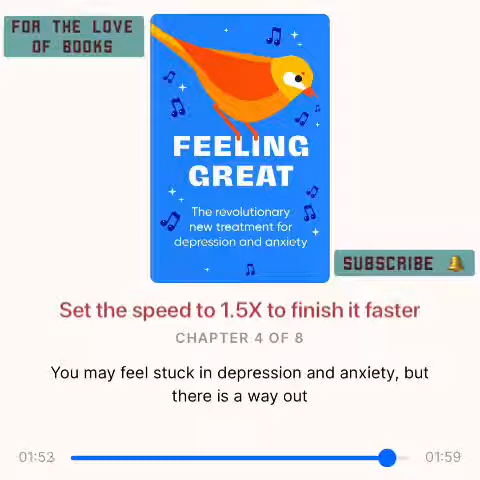 FOR THE LOVE
OF BOOKS
FEELING
GREAT
The revolutionary
new treatment for
depression and anxiety
SUBSCRIBE
Set the speed to 1.5X to finish it faster
CHAPTER 4 OF 8
You may feel stuck in depression and anxiety, but
there is a way out
01:53
01:59